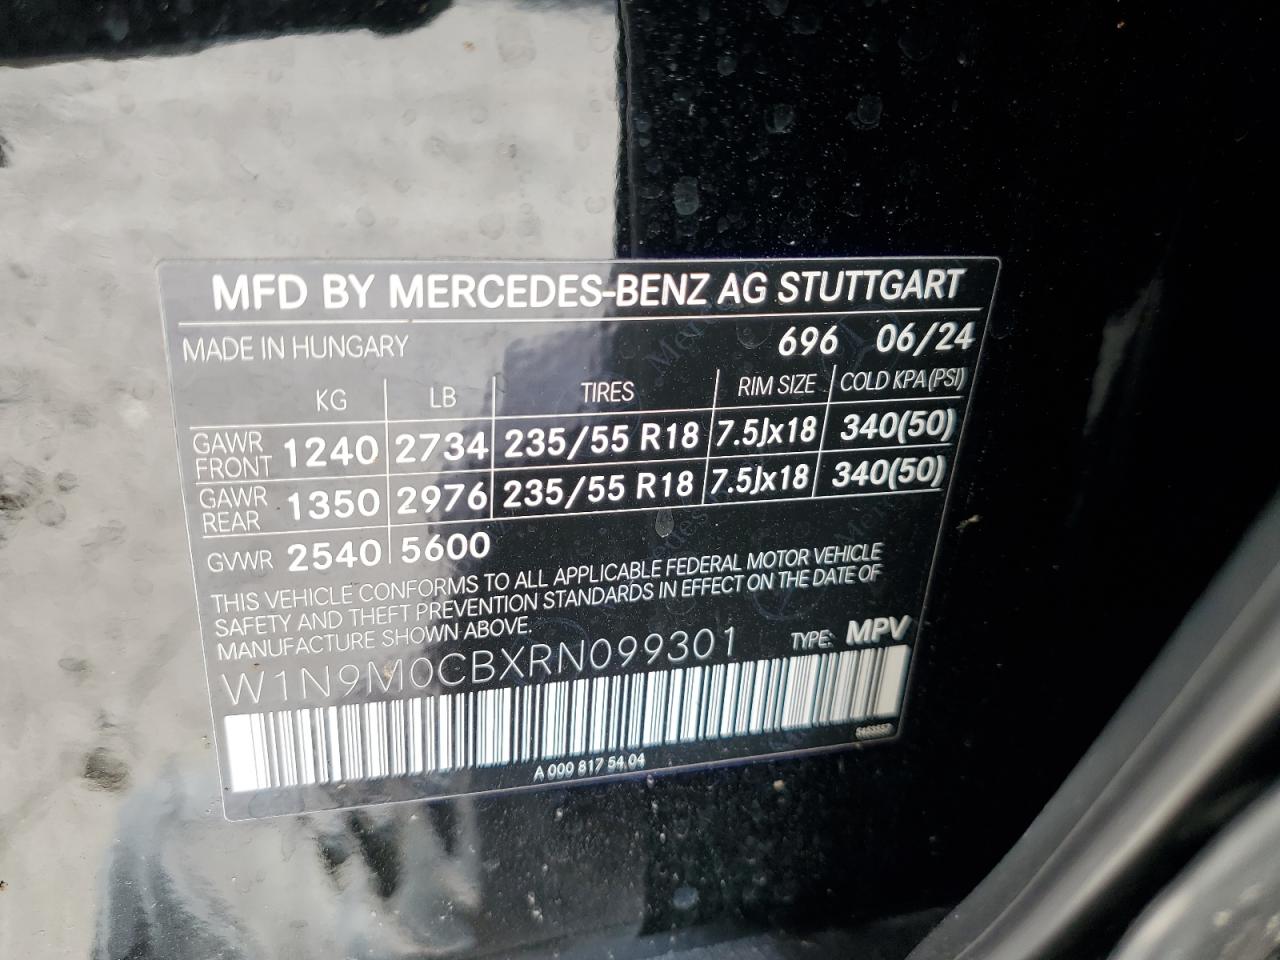 MFD BY MERCEDES-BENZ AG STUTTGART
MADE IN HUNGARY 696 06/24
KG LB TIRES RIM SIZE COLD KPA(PSI)
GAWR FRONT 1240 2734 235/55 R18 7.5Jx18 340(50)
GAWR REAR 1350 2976 235/55 R18 7.5Jx18 340(50)
GVWR 2540 5600
THIS VEHICLE CONFORMS TO ALL APPLICABLE FEDERAL MOTOR VEHICLE
SAFETY AND THEFT PREVENTION STANDARDS IN EFFECT ON THE DATE OF
MANUFACTURE SHOWN ABOVE.
W1N9M0CBXRN099301 TYPE: MPV
A 000 817 54 04